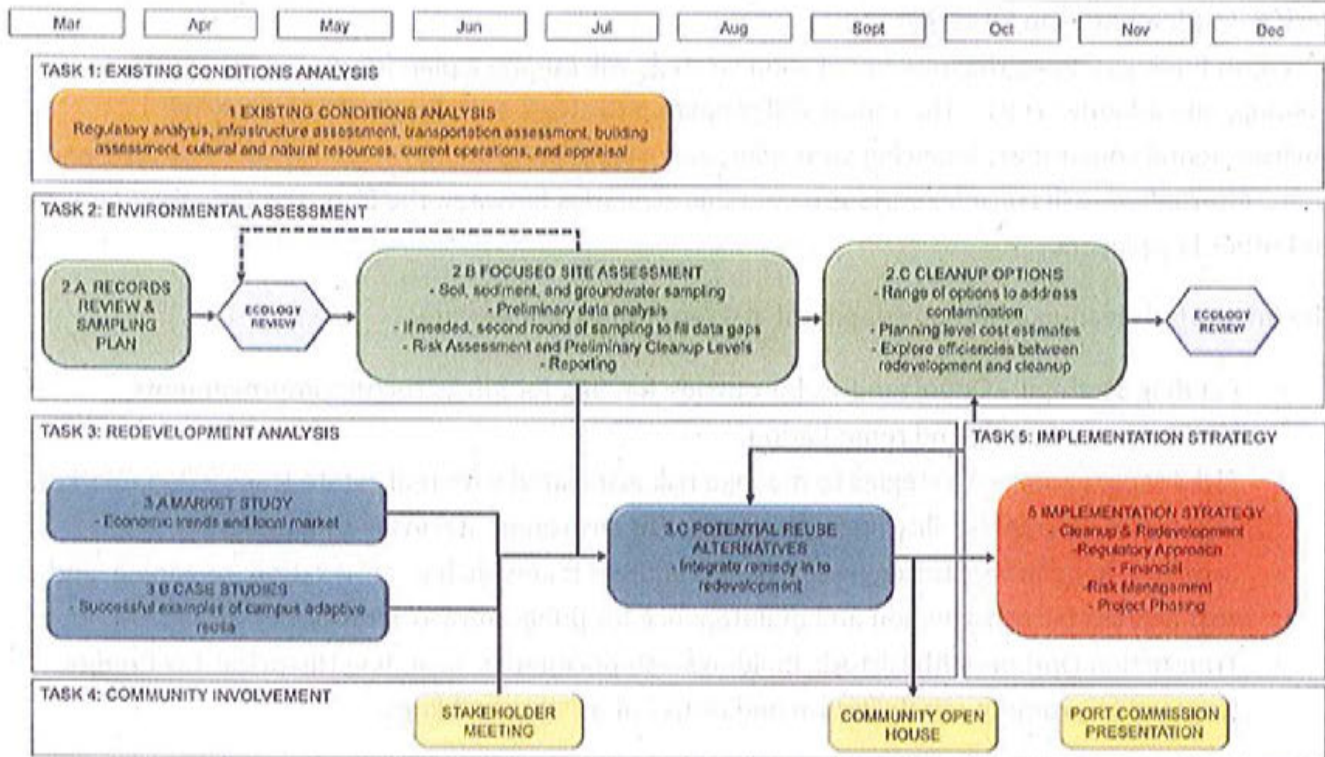 Mar Apr May Jun Jul Aug Sept Oct Nov Dec
TASK 1: EXISTING CONDITIONS ANALYSIS
1 EXISTING CONDITIONS ANALYSIS
Regulatory analysis, infrastructure assessment, transportation assessment, building
assessment, cultural and natural resources, current operations, and appraisal
TASK 2: ENVIRONMENTAL ASSESSMENT
2.A RECORDS
REVIEW &
SAMPLING
PLAN
ECOLOGY
REVIEW
2.B FOCUSED SITE ASSESSMENT
- Soil, sediment, and groundwater sampling
- Preliminary data analysis
- If needed, second round of sampling to fill data gaps
- Risk Assessment and Preliminary Cleanup Levels
- Reporting
2.C CLEANUP OPTIONS
- Range of options to address
contamination
- Planning level cost estimates
- Explore efficiencies between
redevelopment and cleanup
ECOLOGY
REVIEW
TASK 3: REDEVELOPMENT ANALYSIS
3.A MARKET STUDY
- Economic trends and local market
3.B CASE STUDIES
- Successful examples of campus adaptive
reuse
3.C POTENTIAL REUSE
ALTERNATIVES
- Integrate remedy in to
redevelopment
TASK 5: IMPLEMENTATION STRATEGY
5 IMPLEMENTATION STRATEGY
- Cleanup & Redevelopment
-Regulatory Approach
- Financial
-Risk Management
- Project Phasing
TASK 4: COMMUNITY INVOLVEMENT
STAKEHOLDER
MEETING
COMMUNITY OPEN
HOUSE
PORT COMMISSION
PRESENTATION